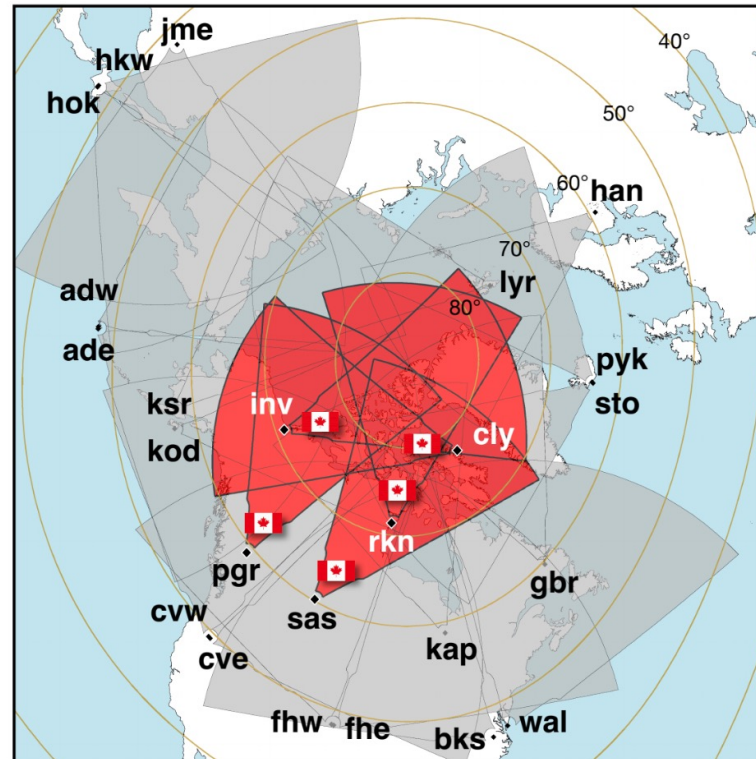 jme
40°
hkw
hok
50°
60°
han
70°
lyr
adw
80°
ade
pyk
ksr
inv
sto
kod
cly
rkn
pgr
gbr
cvw
sas
cve
kap
fhw
fhe
wal
bks